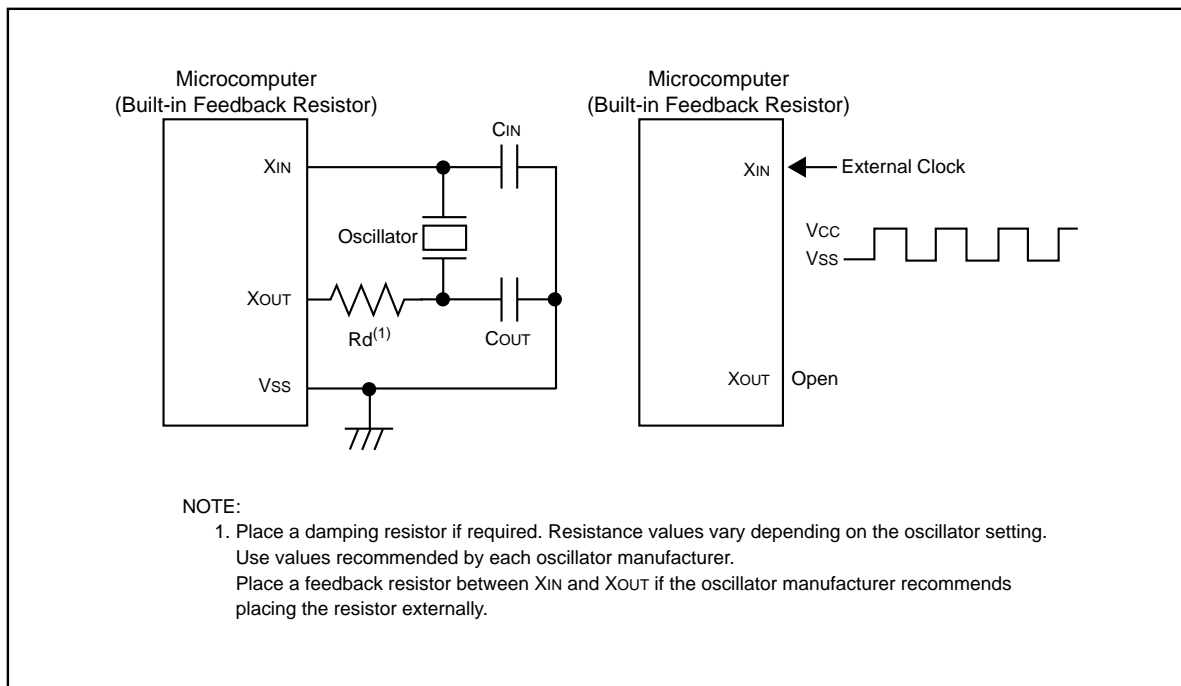 Microcomputer
(Built-in Feedback Resistor)
XIN
CIN
Oscillator
XOUT
Rd(1)
COUT
VSS
Microcomputer
(Built-in Feedback Resistor)
XIN
External Clock
VCC
VSS
XOUT
Open
NOTE:
1. Place a damping resistor if required. Resistance values vary depending on the oscillator setting.
Use values recommended by each oscillator manufacturer.
Place a feedback resistor between XIN and XOUT if the oscillator manufacturer recommends
placing the resistor externally.